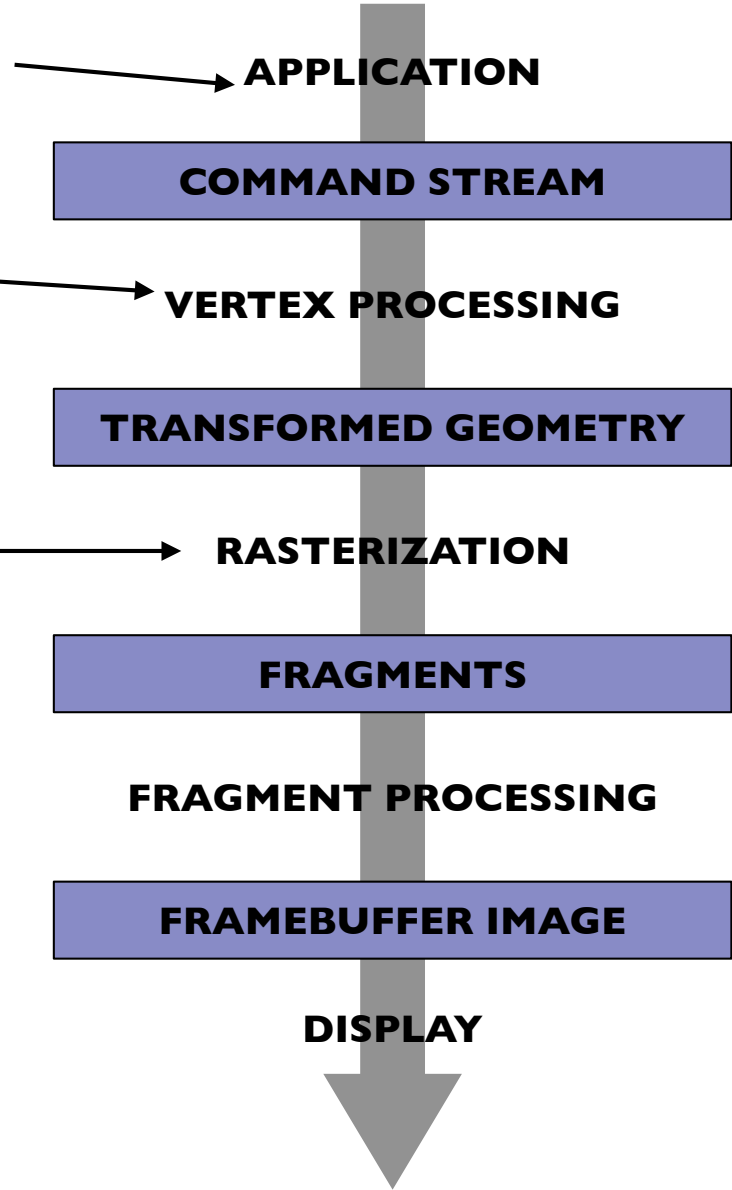 APPLICATION
COMMAND STREAM
VERTEX PROCESSING
TRANSFORMED GEOMETRY
RASTERIZATION
FRAGMENTS
FRAGMENT PROCESSING
FRAMEBUFFER IMAGE
DISPLAY